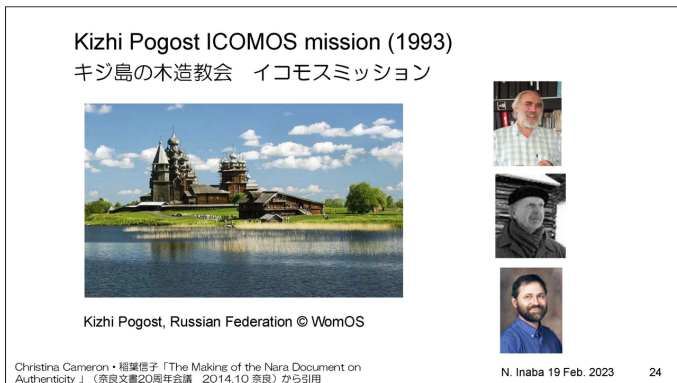 Kizhi Pogost ICOMOS mission (1993)
キジ島の木造教会　イコモスミッション
Kizhi Pogost, Russian Federation © WomOS
Christina Cameron・稲葉信子「The Making of the Nara Document on
Authenticity 」（奈良文書20周年会議　2014.10 奈良）から引用
N. Inaba 19 Feb. 2023
24